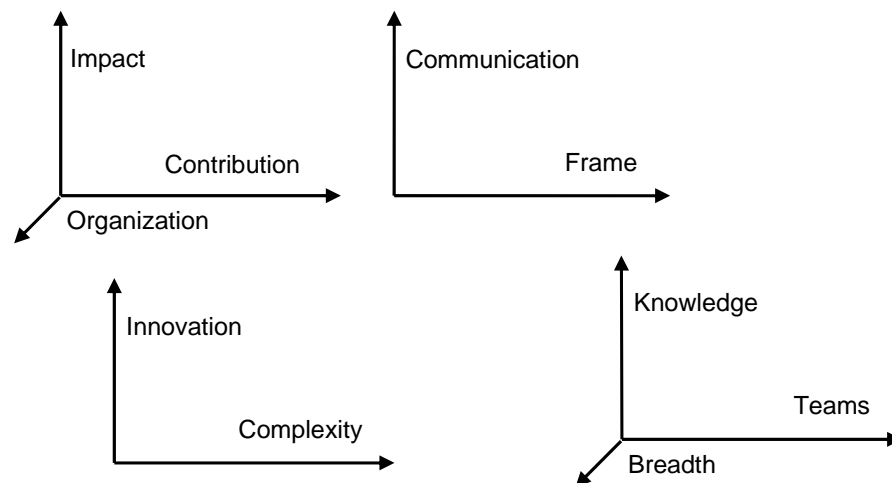 Impact
Contribution
Organization
Communication
Frame
Innovation
Complexity
Knowledge
Teams
Breadth